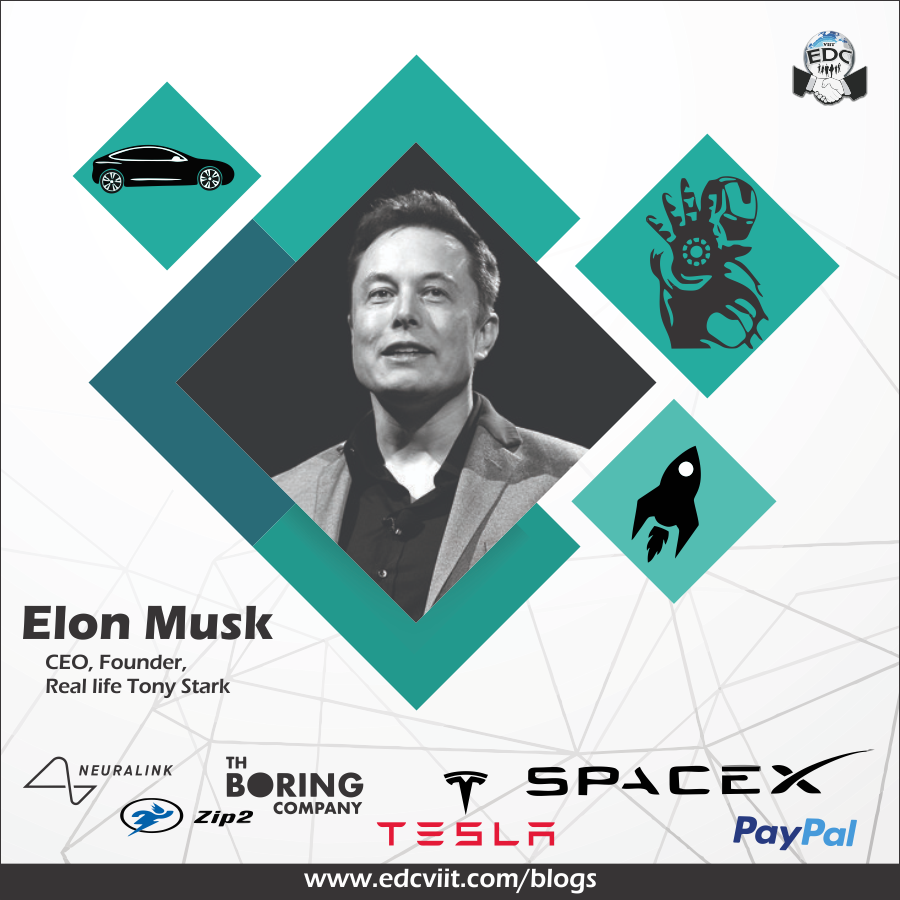 VIIT
EDC
Elon Musk
CEO, Founder,
Real life Tony Stark
NEURALINK
TH
BORING
COMPANY
Zip2
TESLA
SPACEX
PayPal
www.edcviit.com/blogs